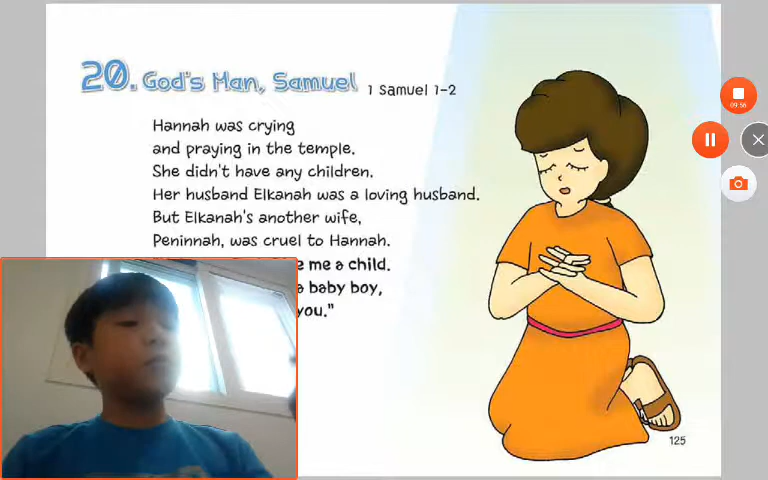 20. God's Man, Samuel 1 Samuel 1-2
Hannah was crying
and praying in the temple.
She didn't have any children.
Her husband Elkanah was a loving husband.
But Elkanah's another wife,
Peninnah, was cruel to Hannah.
me a child.
a baby boy,
you."
125
09:58